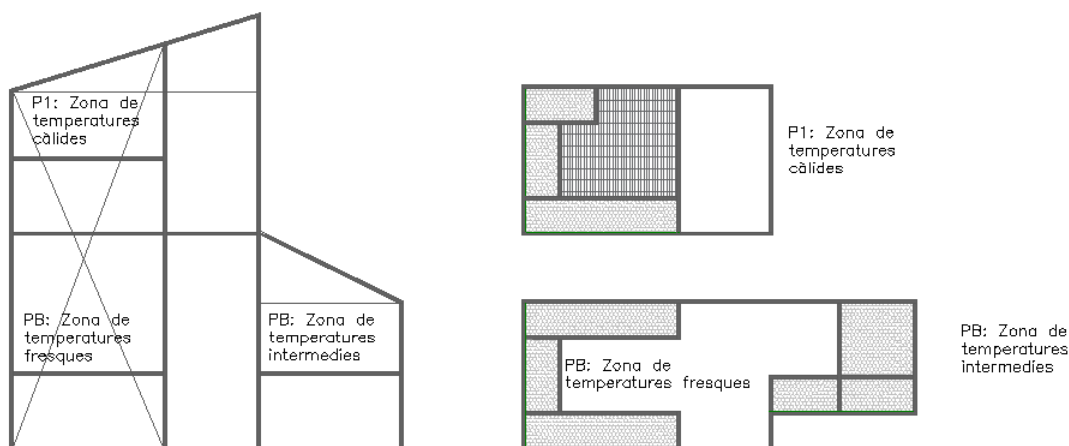 P1: Zona de
temperatures
càlides
PB: Zona de
temperatures
fresques
PB: Zona de
temperatures
intermedies
P1: Zona de
temperatures
càlides
PB: Zona de
temperatures fresques
PB: Zona de
temperatures
intermedies